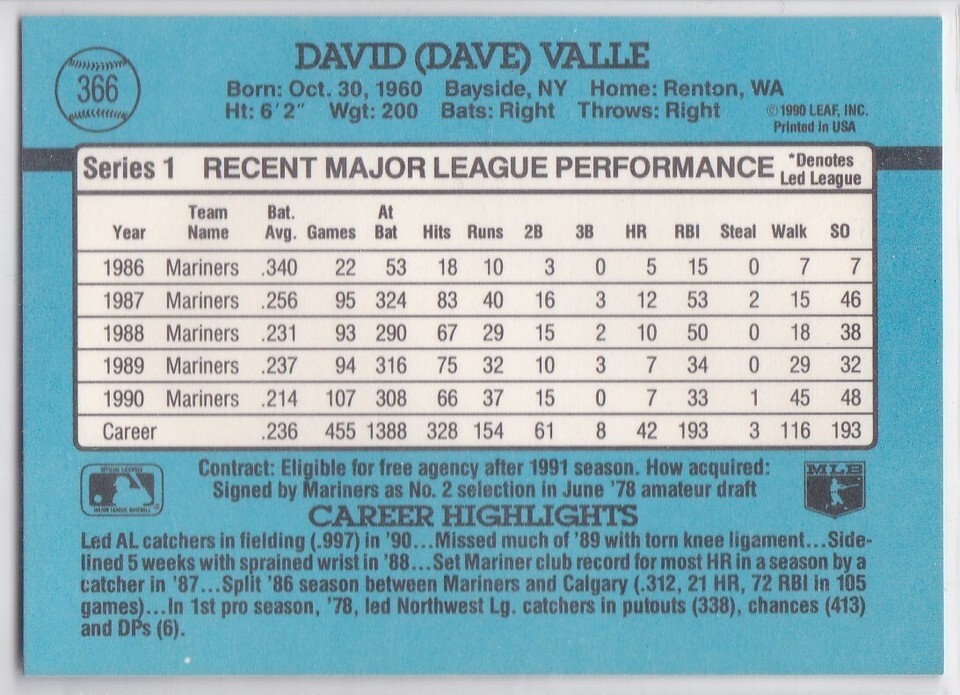 366
DAVID (DAVE) VALLE
Born: Oct. 30, 1960 Bayside, NY Home: Renton, WA
Ht: 6'2" Wgt: 200 Bats: Right Throws: Right
©1990 LEAF, INC.
Printed in USA
Series 1 RECENT MAJOR LEAGUE PERFORMANCE *Denotes
Led League
Year Team Name Bat. Avg. Games At Bat Hits Runs 2B 3B HR RBI Steal Walk SO
1986 Mariners .340 22 53 18 10 3 0 5 15 0 7 7
1987 Mariners .256 95 324 83 40 16 3 12 53 2 15 46
1988 Mariners .231 93 290 67 29 15 2 10 50 0 18 38
1989 Mariners .237 94 316 75 32 10 3 7 34 0 29 32
1990 Mariners .214 107 308 66 37 15 0 7 33 1 45 48
Career .236 455 1388 328 154 61 8 42 193 3 116 193
OFFICIAL LICENSEE
MAJOR LEAGUE BASEBALL
Contract: Eligible for free agency after 1991 season. How acquired:
Signed by Mariners as No. 2 selection in June '78 amateur draft
MLB
CAREER HIGHLIGHTS
Led AL catchers in fielding (.997) in '90...Missed much of '89 with torn knee ligament...Side-
lined 5 weeks with sprained wrist in '88...Set Mariner club record for most HR in a season by a
catcher in '87...Split '86 season between Mariners and Calgary (.312, 21 HR, 72 RBI in 105
games)...In 1st pro season, '78, led Northwest Lg. catchers in putouts (338), chances (413)
and DPs (6).